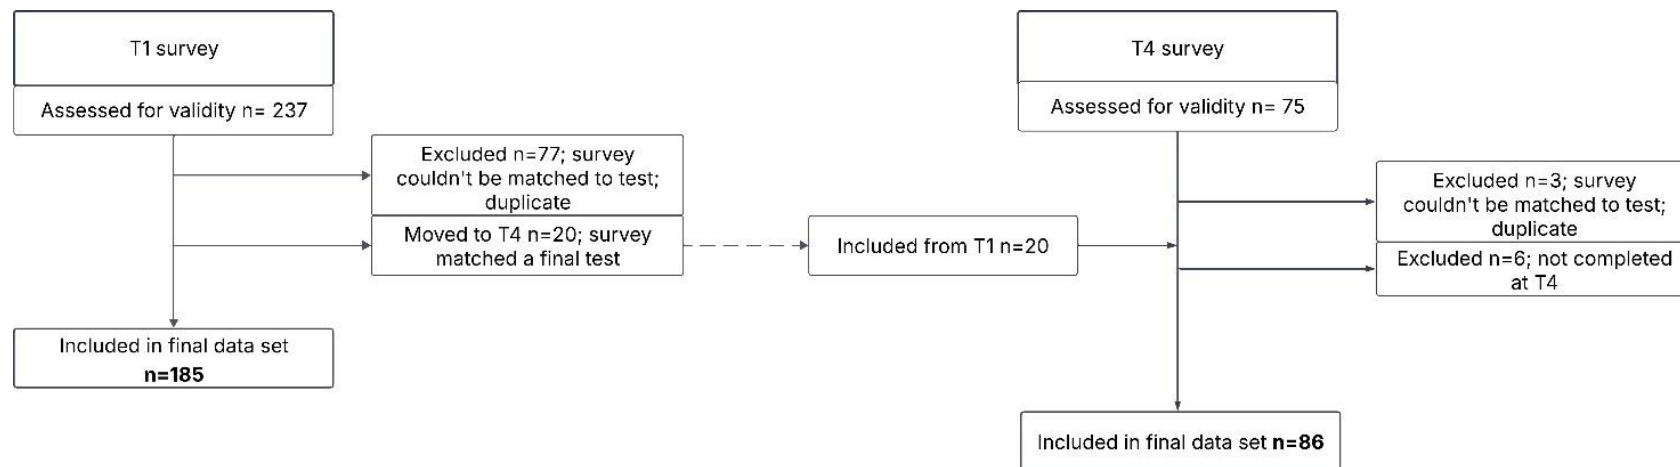 T1 survey
Assessed for validity n= 237
Excluded n=77; survey
couldn't be matched to test;
duplicate
Moved to T4 n=20; survey
matched a final test
Included in final data set
n=185
Included from T1 n=20
T4 survey
Assessed for validity n= 75
Excluded n=3; survey
couldn't be matched to test;
duplicate
Excluded n=6; not completed
at T4
Included in final data set n=86